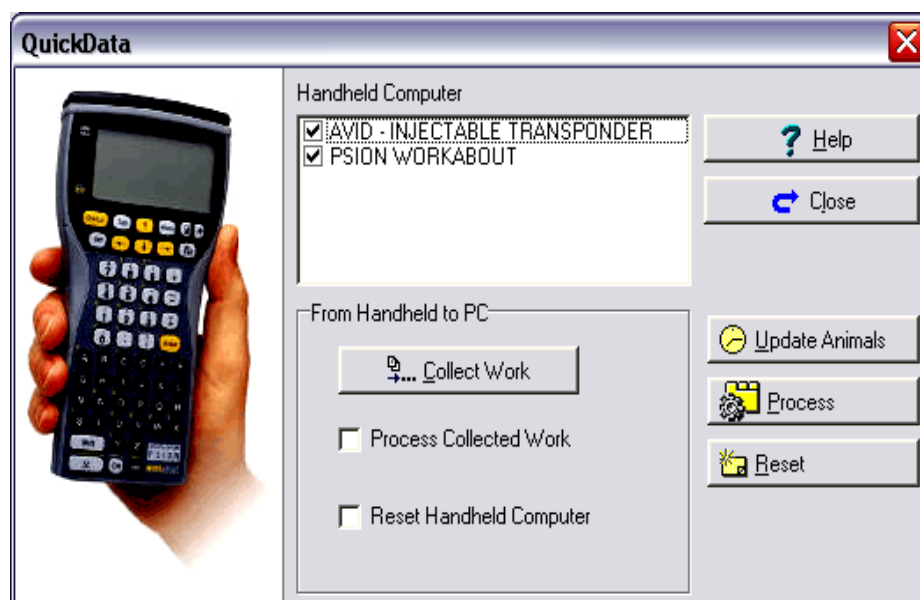 QuickData
Handheld Computer
AVID - INJECTABLE TRANSPONDER
PSION WORKABOUT
Help
Close
From Handheld to PC
Collect Work
Process Collected Work
Reset Handheld Computer
Update Animals
Process
Reset